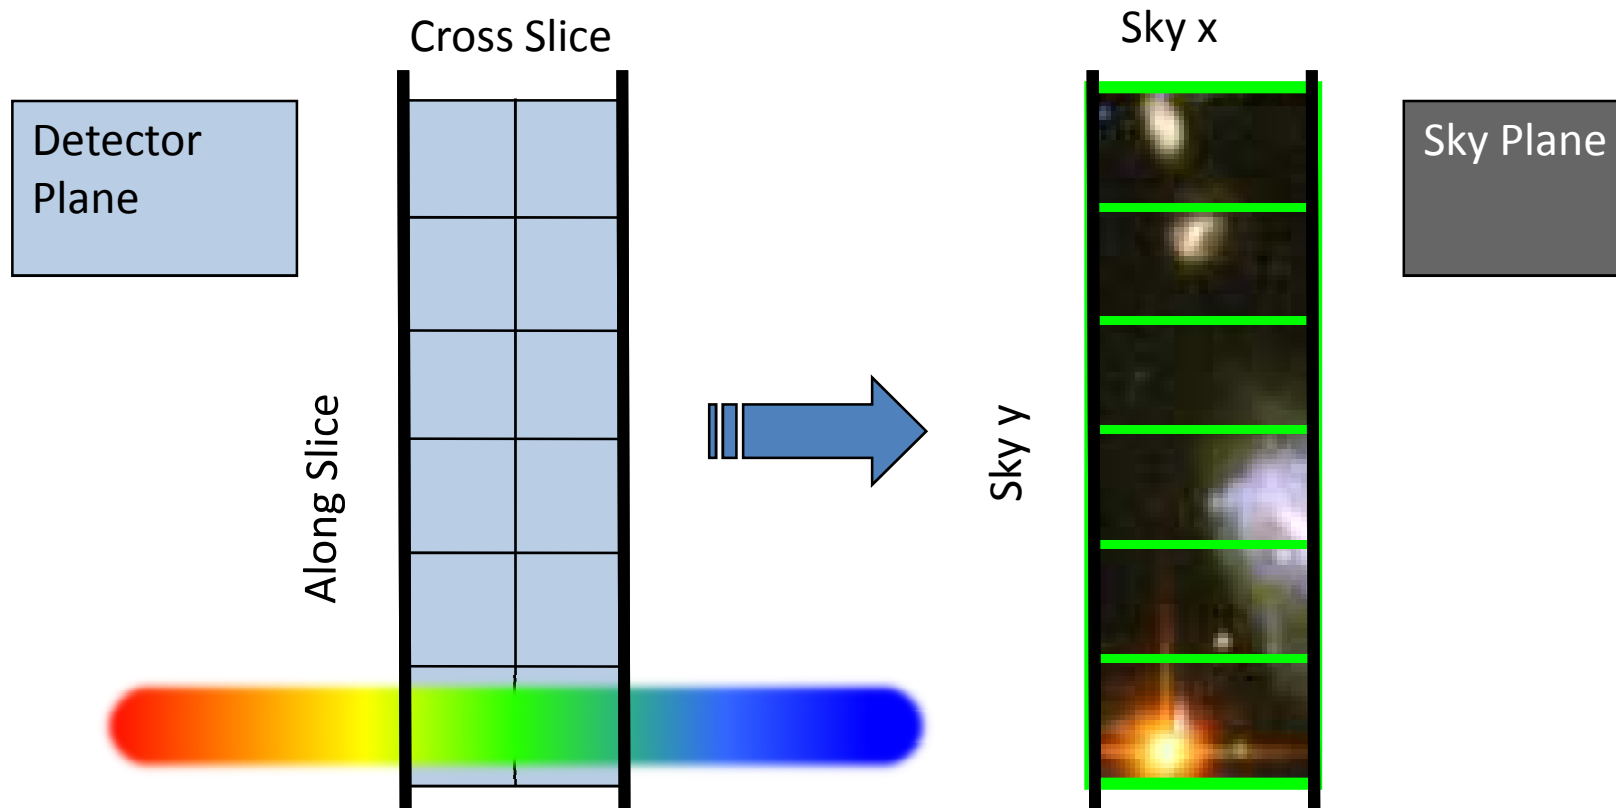 Cross Slice
Sky x
Detector
Plane
Sky Plane
Along Slice
Sky y